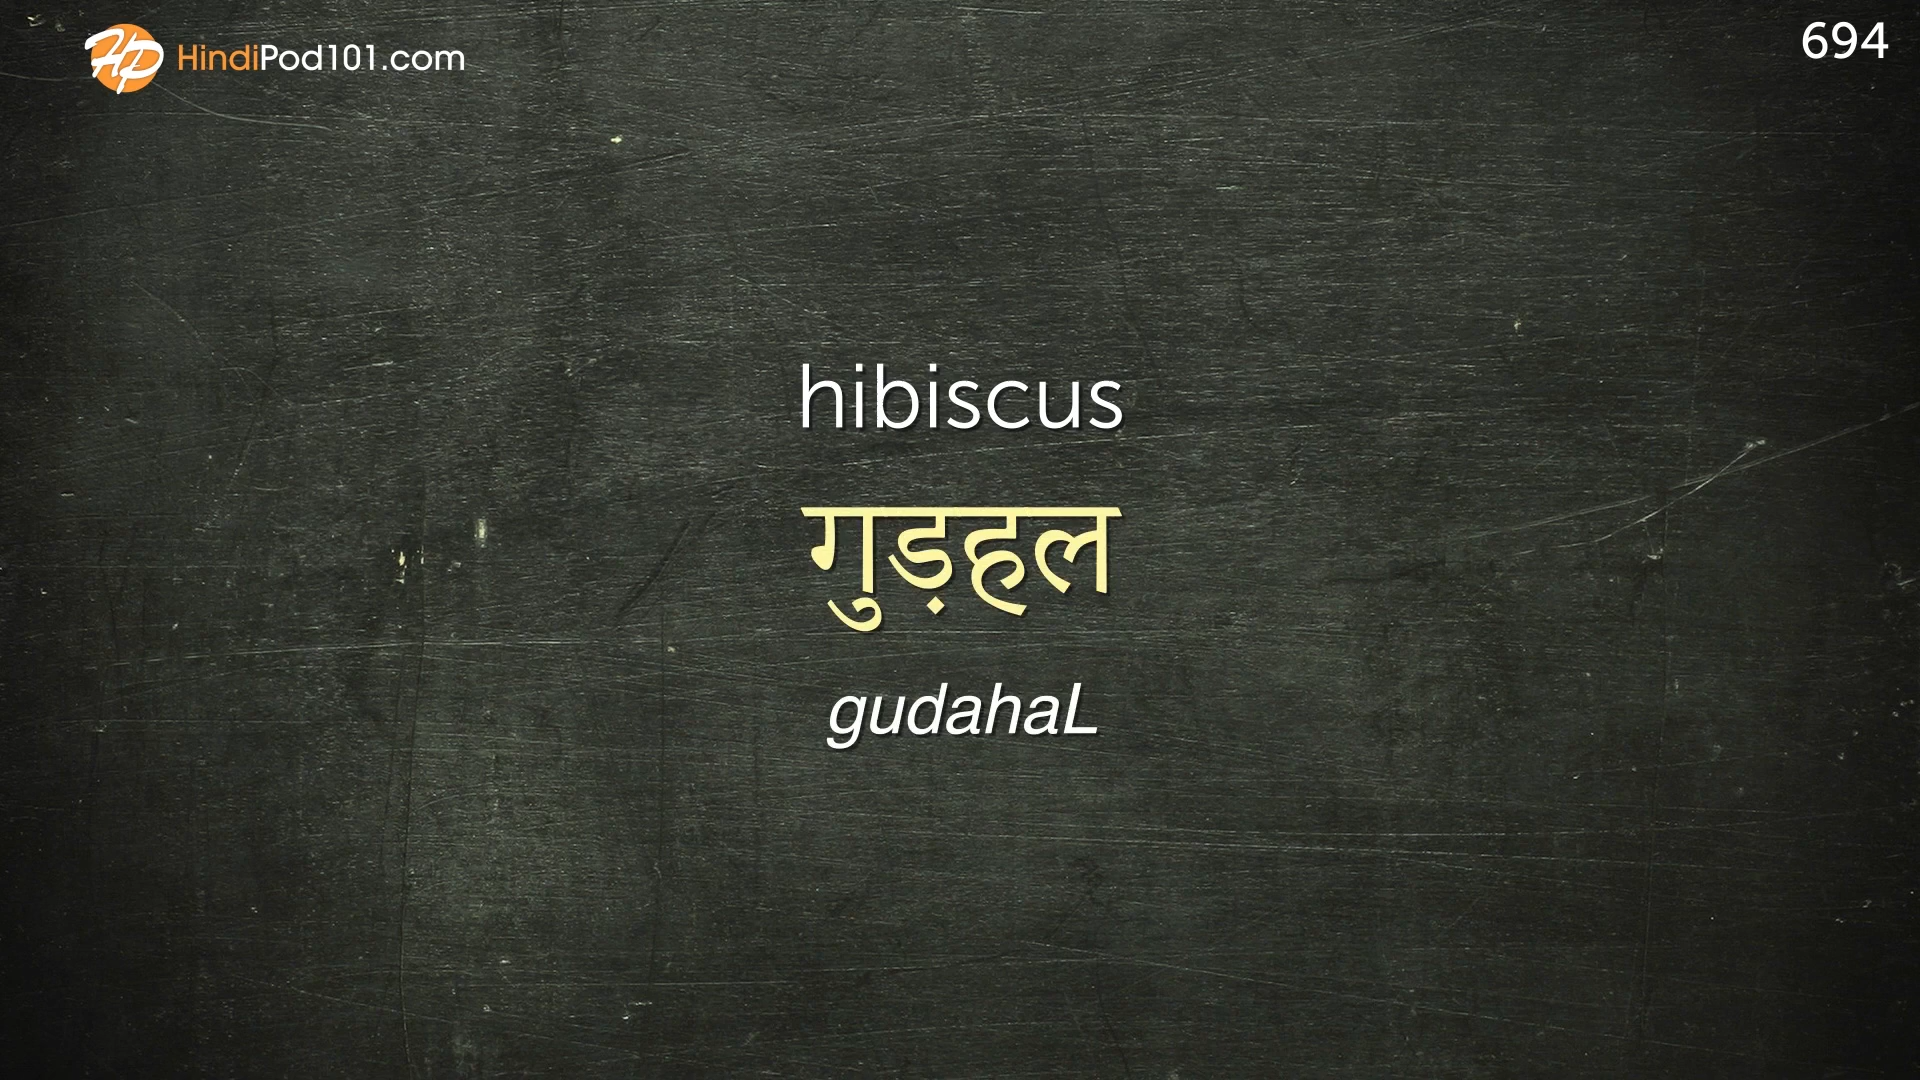 HindiPod101.com
694
hibiscus
गुड़हल
gudahaL